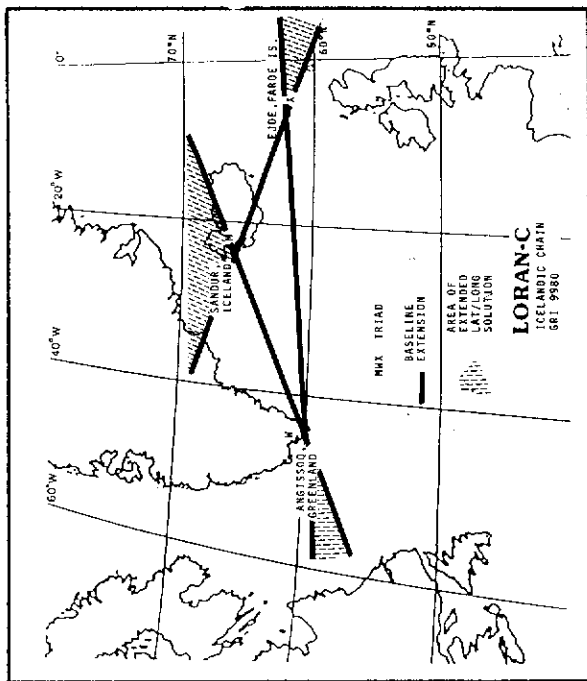 0°
20°W
40°W
60°W
70°N
60°N
50°N
EJDE, FAROE IS.
X
M
SANDUR,
ICELAND
W
ANGISSOQ,
GREENLAND
MWX TRIAD
BASELINE
EXTENSION
AREA OF
EXTENDED
LAT/LONG
SOLUTION
LORAN-C
ICELANDIC CHAIN
GRI 9980